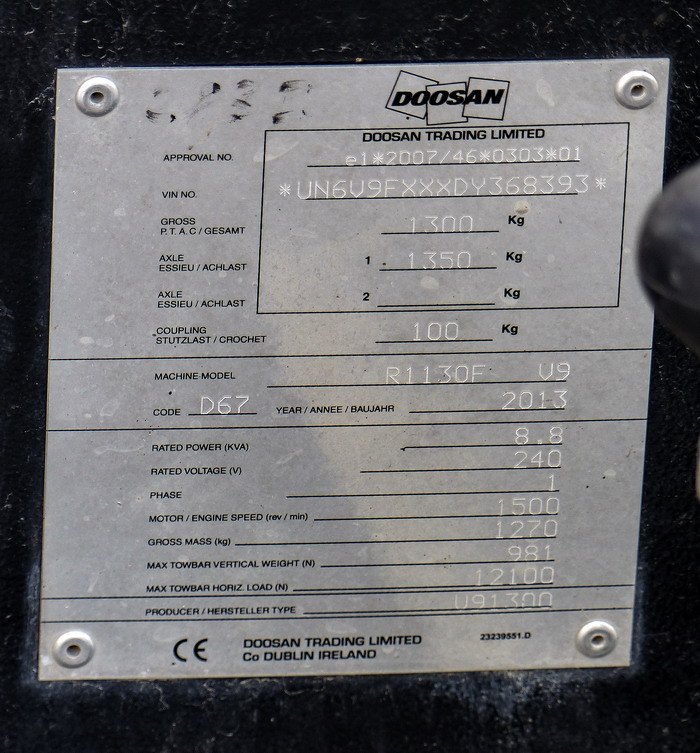 DOOSAN
DOOSAN TRADING LIMITED
APPROVAL NO. e1*2007/46*0303*01
VIN NO. *UN6V9FXXXDY368393*
GROSS
P.T.A.C / GESAMT 1300 Kg
AXLE
ESSIEU / ACHLAST 1 1350 Kg
AXLE
ESSIEU / ACHLAST 2 Kg
COUPLING
STUTZLAST / CROCHET 100 Kg
MACHINE-MODEL R1130F V9
CODE D67 YEAR / ANNEE / BAUJAHR 2013
RATED POWER (KVA) 8.8
RATED VOLTAGE (V) 240
PHASE 1
MOTOR / ENGINE SPEED (rev / min) 1500
GROSS MASS (kg) 1270
MAX TOWBAR VERTICAL WEIGHT (N) 981
MAX TOWBAR HORIZ. LOAD (N) 12100
PRODUCER / HERSTELLER TYPE V91300
CE DOOSAN TRADING LIMITED 23239551.D
Co DUBLIN IRELAND